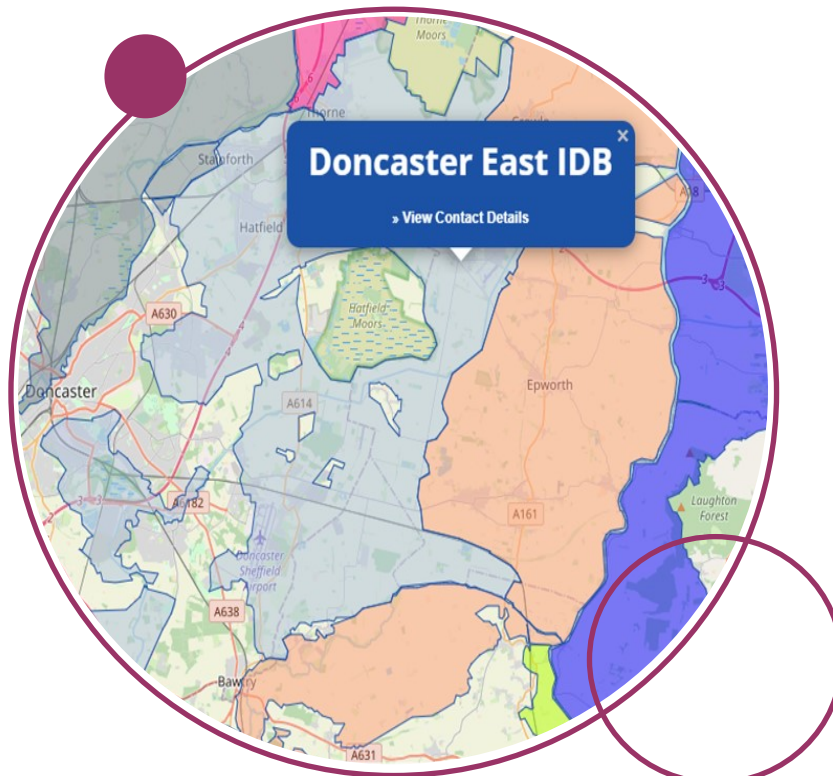 Thorne
Moors
Thorne
×
Doncaster East IDB
» View Contact Details
Stainforth
A18
Hatfield
Hatfield
Moors
A630
Epworth
Doncaster
A614
A161
Laughton
Forest
Doncaster
Sheffield
Airport
A638
Bawtry
A631